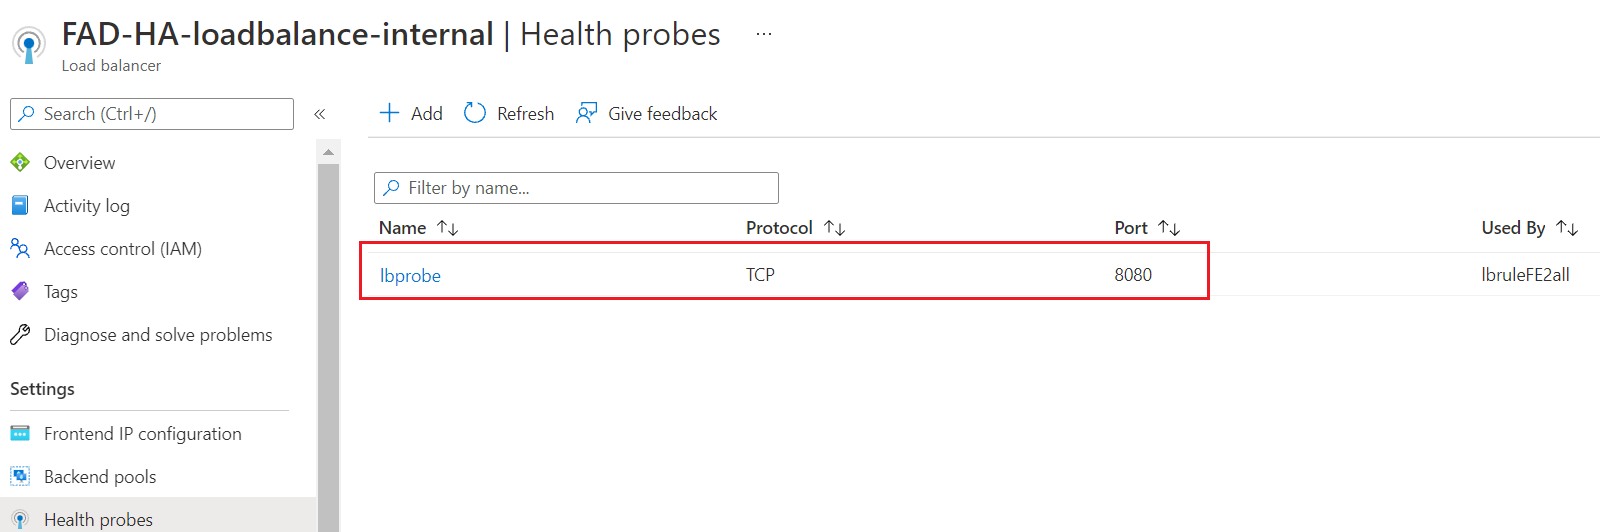 FAD-HA-loadbalance-internal | Health probes ...
Load balancer
Search (Ctrl+/) «
Add Refresh Give feedback
Overview
Filter by name...
Activity log
Name Protocol Port Used By
Access control (IAM)
lbprobe TCP 8080 lbruleFE2all
Tags
Diagnose and solve problems
Settings
Frontend IP configuration
Backend pools
Health probes